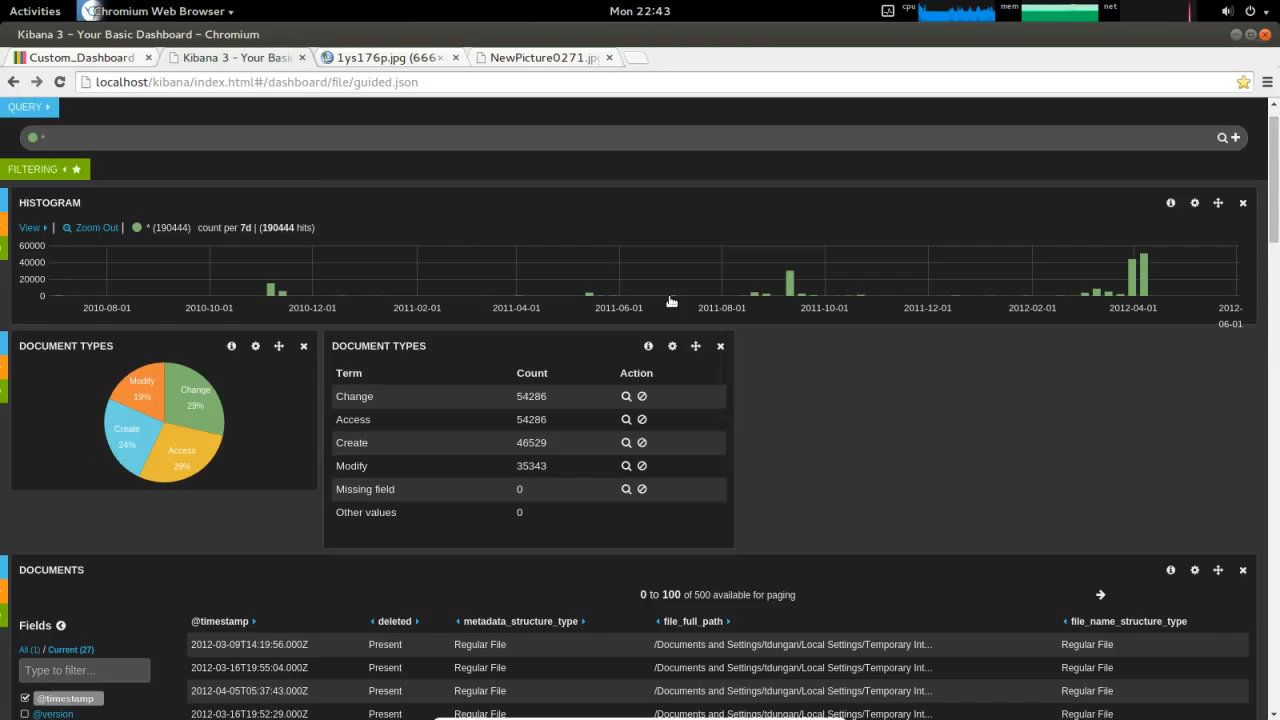 Activities Chromium Web Browser Mon 22:43 cpu mem net
Kibana 3 – Your Basic Dashboard – Chromium
Custom_Dashboard Kibana 3 - Your Basic 1ys176p.jpg (666× NewPicture0271.jpg
localhost/kibana/index.html#/dashboard/file/guided.json
QUERY
*
FILTERING
HISTOGRAM
View | Zoom Out | * (190444) count per 7d | (190444 hits)
60000
40000
20000
0
2010-08-01 2010-10-01 2010-12-01 2011-02-01 2011-04-01 2011-06-01 2011-08-01 2011-10-01 2011-12-01 2012-02-01 2012-04-01 2012-06-01
DOCUMENT TYPES
Modify 19%
Change 29%
Create 24%
Access 29%
DOCUMENT TYPES
Term Count Action
Change 54286
Access 54286
Create 46529
Modify 35343
Missing field 0
Other values 0
DOCUMENTS
0 to 100 of 500 available for paging
Fields
All (1) / Current (27)
Type to filter...
@timestamp
@version
@timestamp deleted metadata_structure_type file_full_path file_name_structure_type
2012-03-09T14:19:56.000Z Present Regular File /Documents and Settings/tdungan/Local Settings/Temporary Int... Regular File
2012-03-16T19:55:04.000Z Present Regular File /Documents and Settings/tdungan/Local Settings/Temporary Int... Regular File
2012-04-05T05:37:43.000Z Present Regular File /Documents and Settings/tdungan/Local Settings/Temporary Int... Regular File
2012-03-16T19:52:29.000Z Present Regular File /Documents and Settings/tdungan/Local Settings/Temporary Int... Regular File